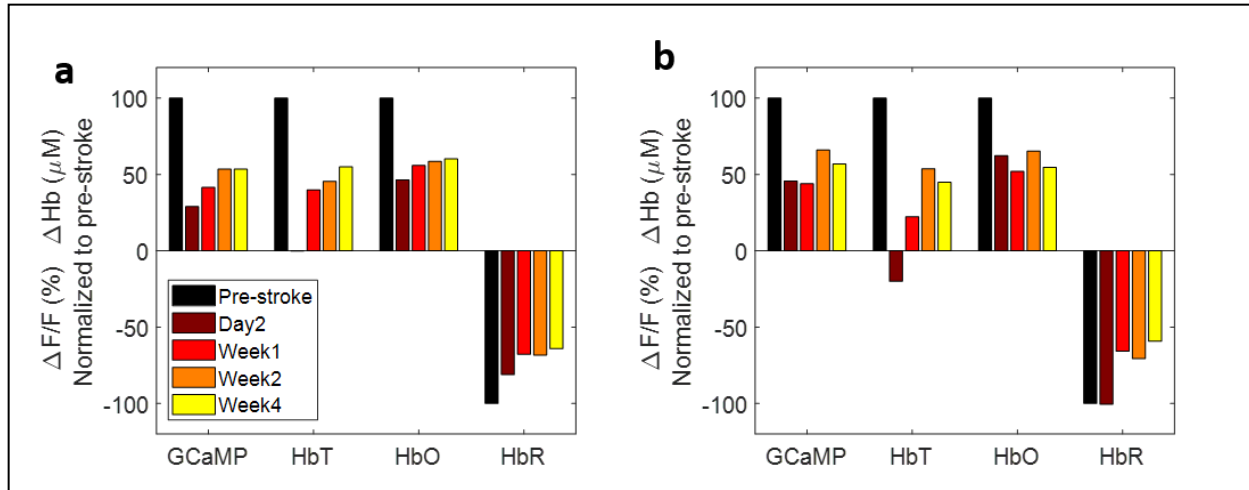 a
ΔF/F (%) ΔHb (μM)
Normalized to pre-stroke
100
50
0
-50
-100
Pre-stroke
Day2
Week1
Week2
Week4
GCaMP HbT HbO HbR
b
ΔF/F (%) ΔHb (μM)
Normalized to pre-stroke
100
50
0
-50
-100
GCaMP HbT HbO HbR